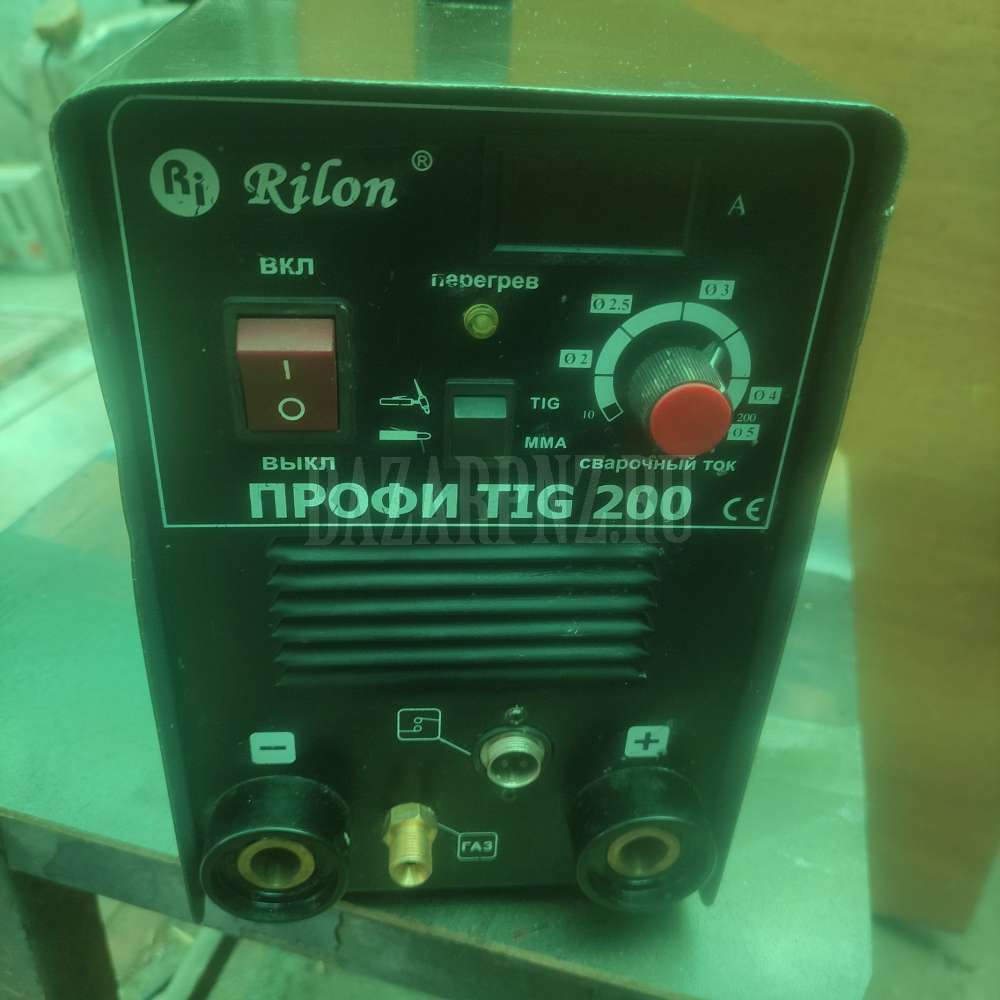 Rj Rilon ®
A
ВКЛ
перегрев
Ø 2.5
Ø 3
Ø 2
Ø 4
10
200
Ø 5
I
O
TIG
MMA
ВЫКЛ
сварочный ток
ПРОФИ TIG 200 CE
BAZARPNZ.RU
−
+
ГАЗ